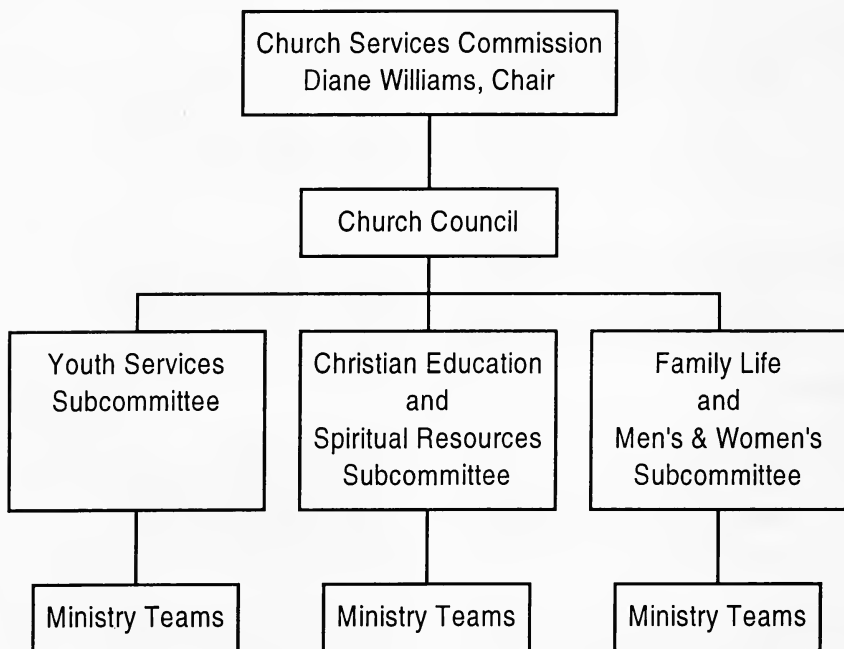 Church Services Commission
Diane Williams, Chair
Church Council
Youth Services
Subcommittee
Christian Education
and
Spiritual Resources
Subcommittee
Family Life
and
Men's & Women's
Subcommittee
Ministry Teams
Ministry Teams
Ministry Teams